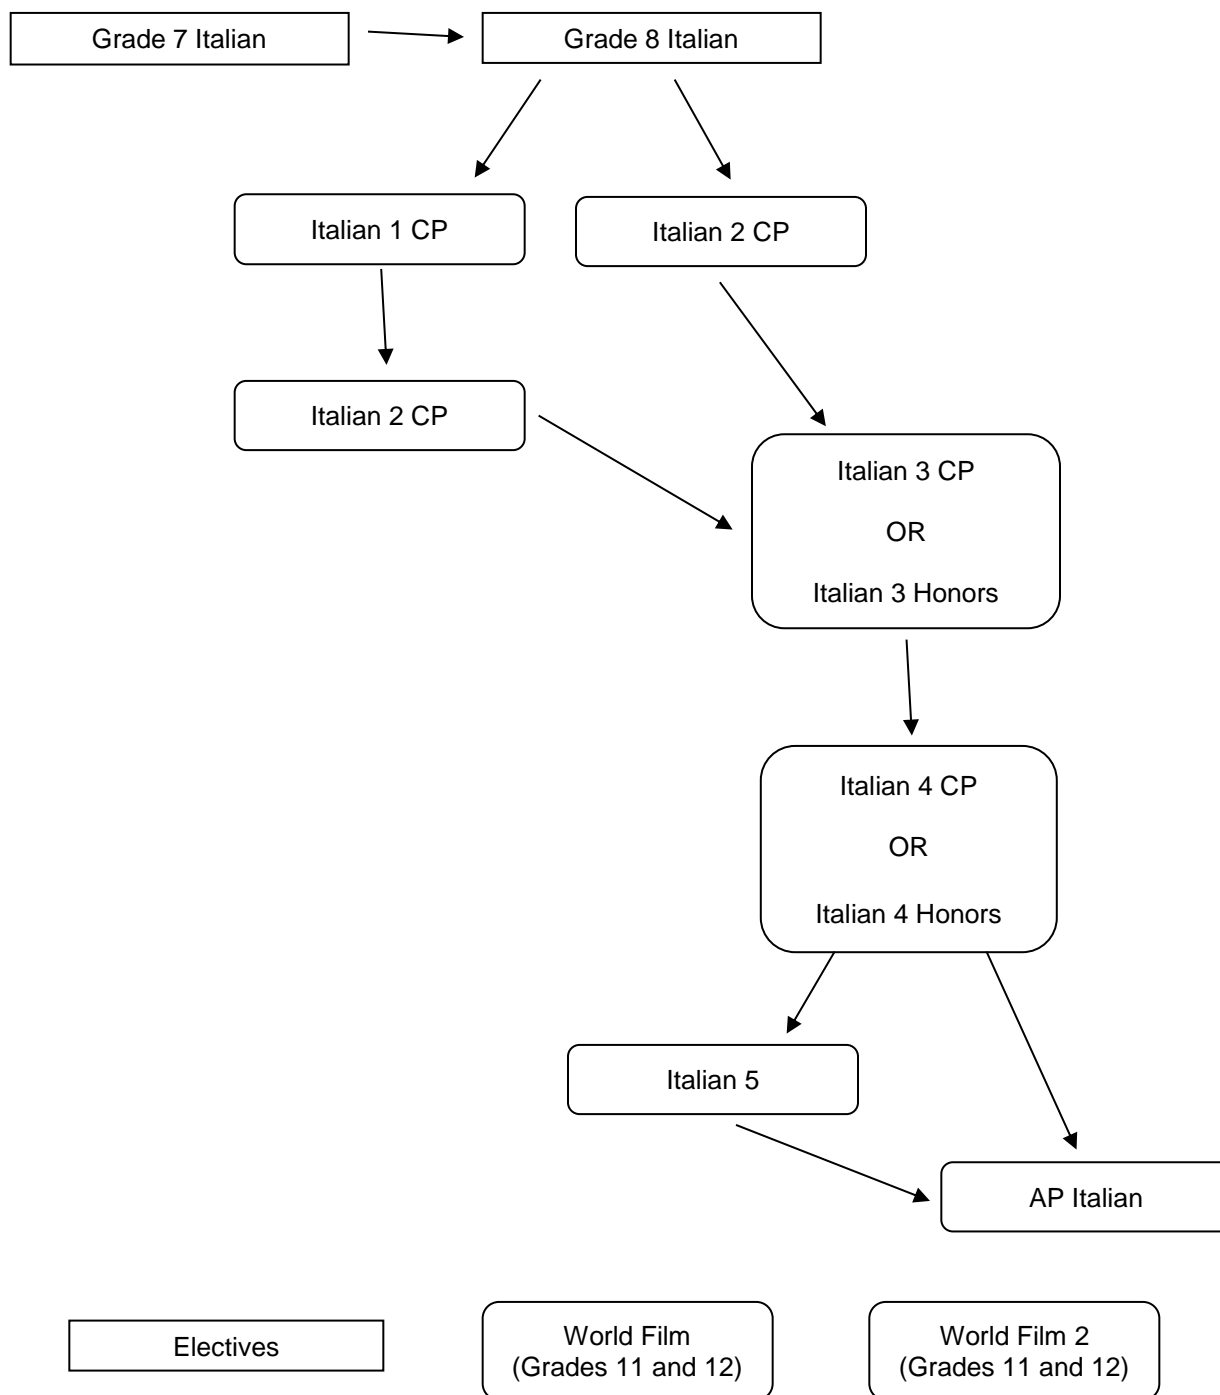 Grade 7 Italian
Grade 8 Italian
Italian 1 CP
Italian 2 CP
Italian 2 CP
Italian 3 CP
OR
Italian 3 Honors
Italian 4 CP
OR
Italian 4 Honors
Italian 5
AP Italian
Electives
World Film
(Grades 11 and 12)
World Film 2
(Grades 11 and 12)